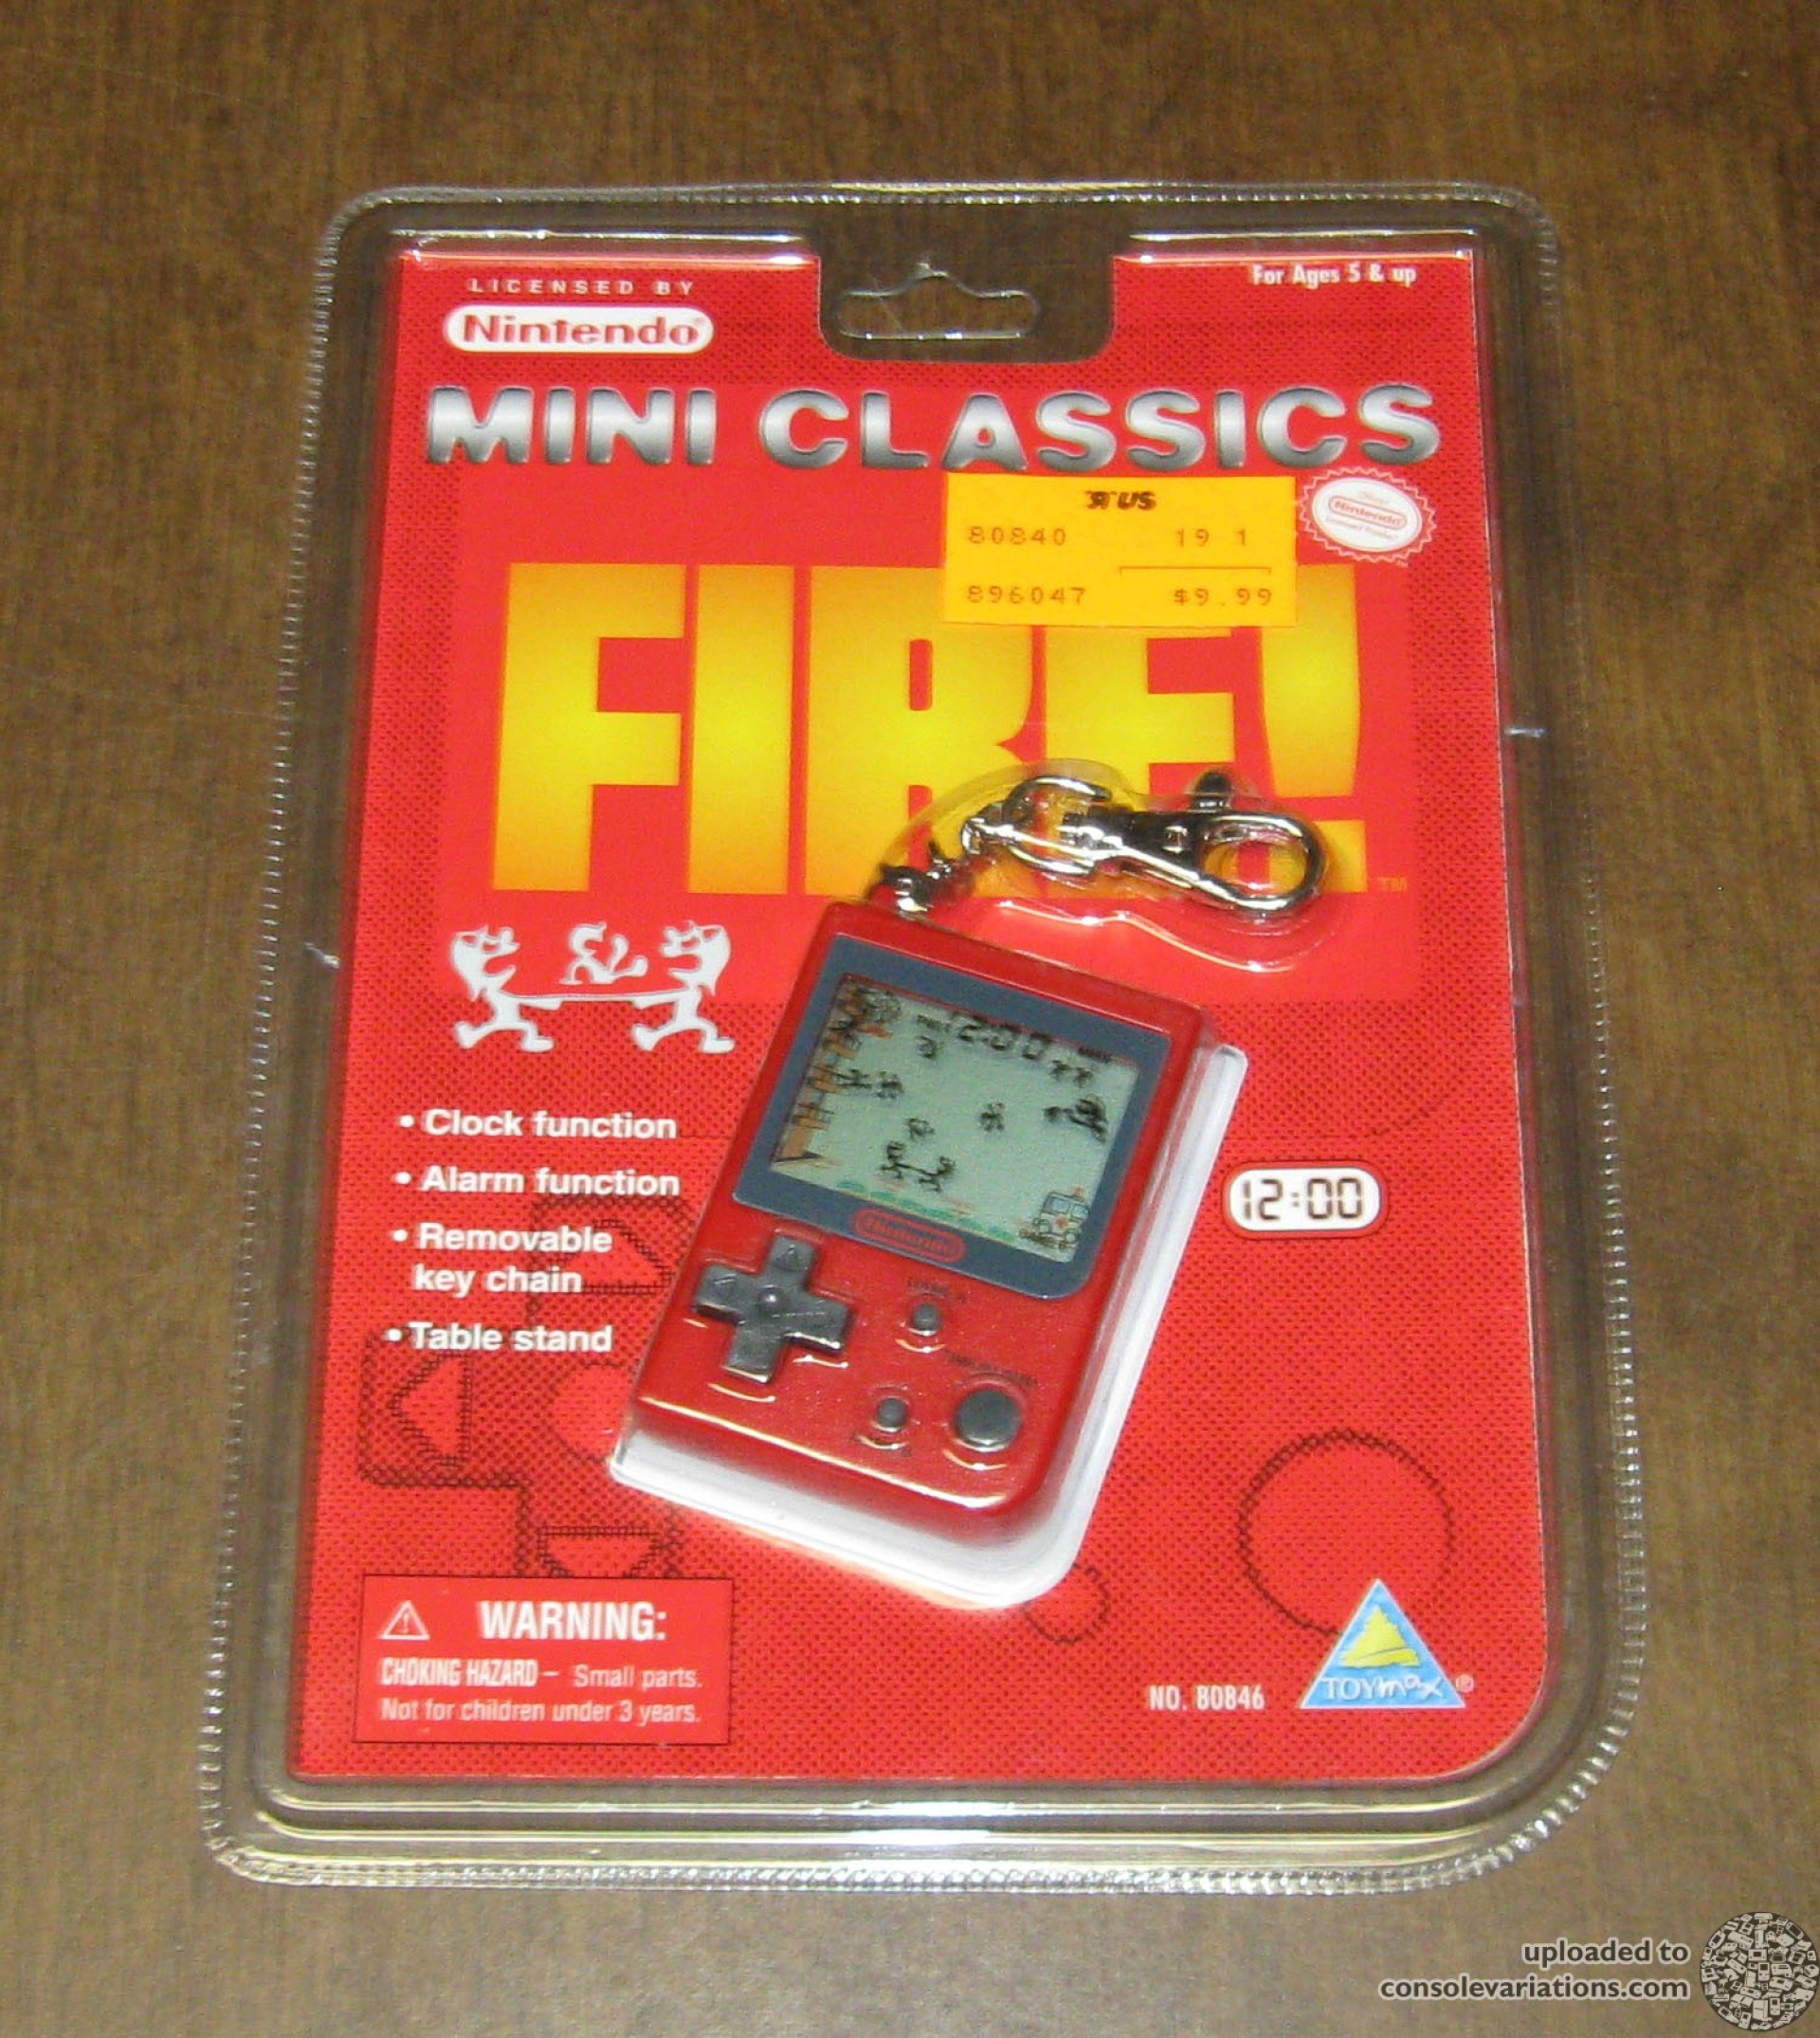 LICENSED BY
Nintendo®
For Ages 5 & up
MINI CLASSICS
R US
80840 19 1
896047 $9.99
Nintendo
FIRE!
TM
12:00
• Clock function
• Alarm function
• Removable
key chain
• Table stand
Nintendo
12:00
WARNING:
CHOKING HAZARD – Small parts.
Not for children under 3 years.
NO. 80846
TOYmax®
uploaded to
consolevariations.com